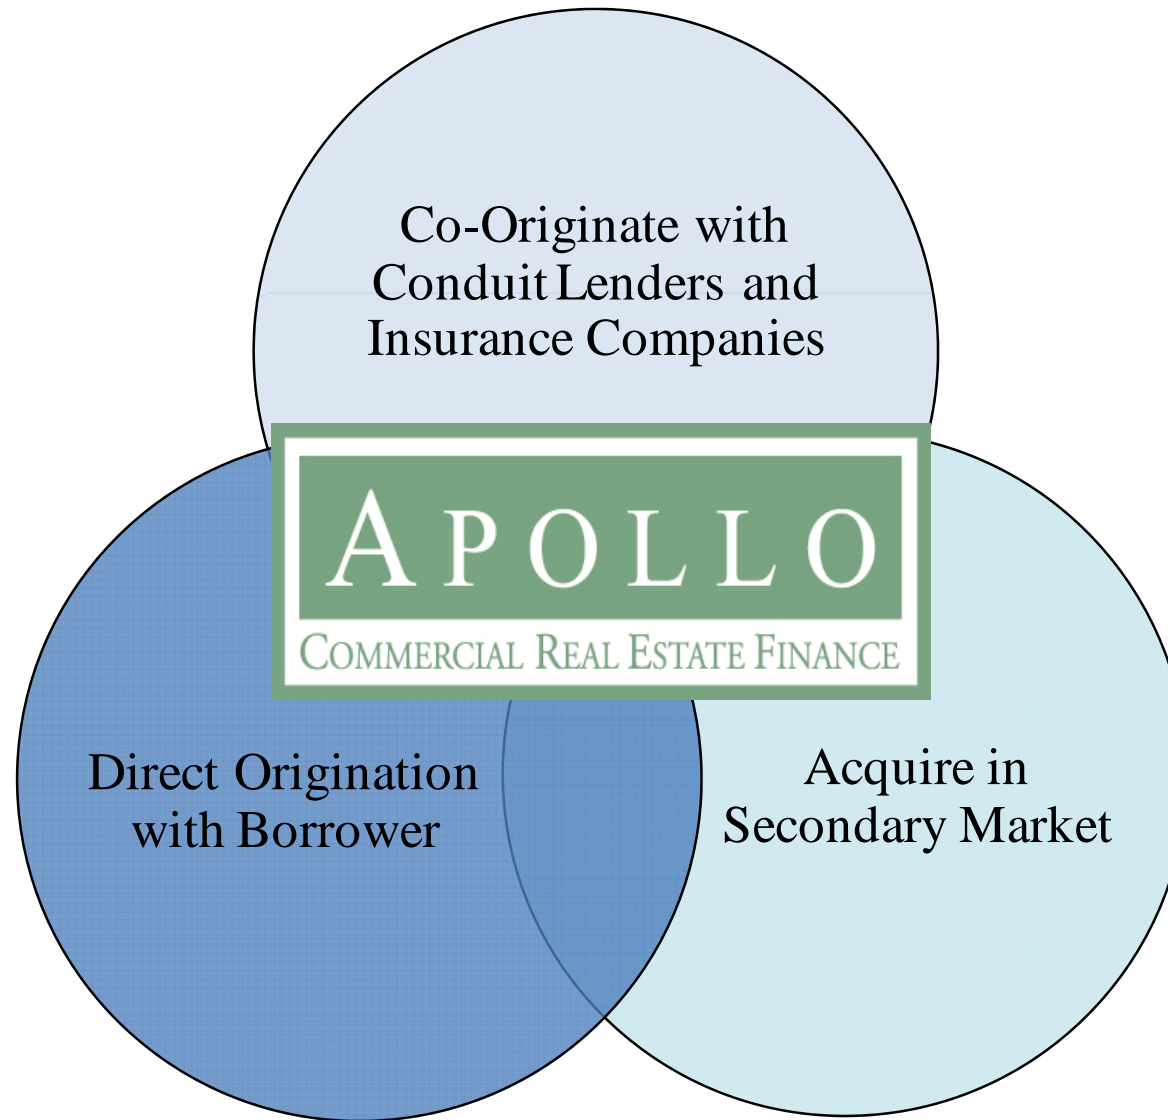 Co-Originate with
Conduit Lenders and
Insurance Companies
APOLLO
COMMERCIAL REAL ESTATE FINANCE
Direct Origination
with Borrower
Acquire in
Secondary Market